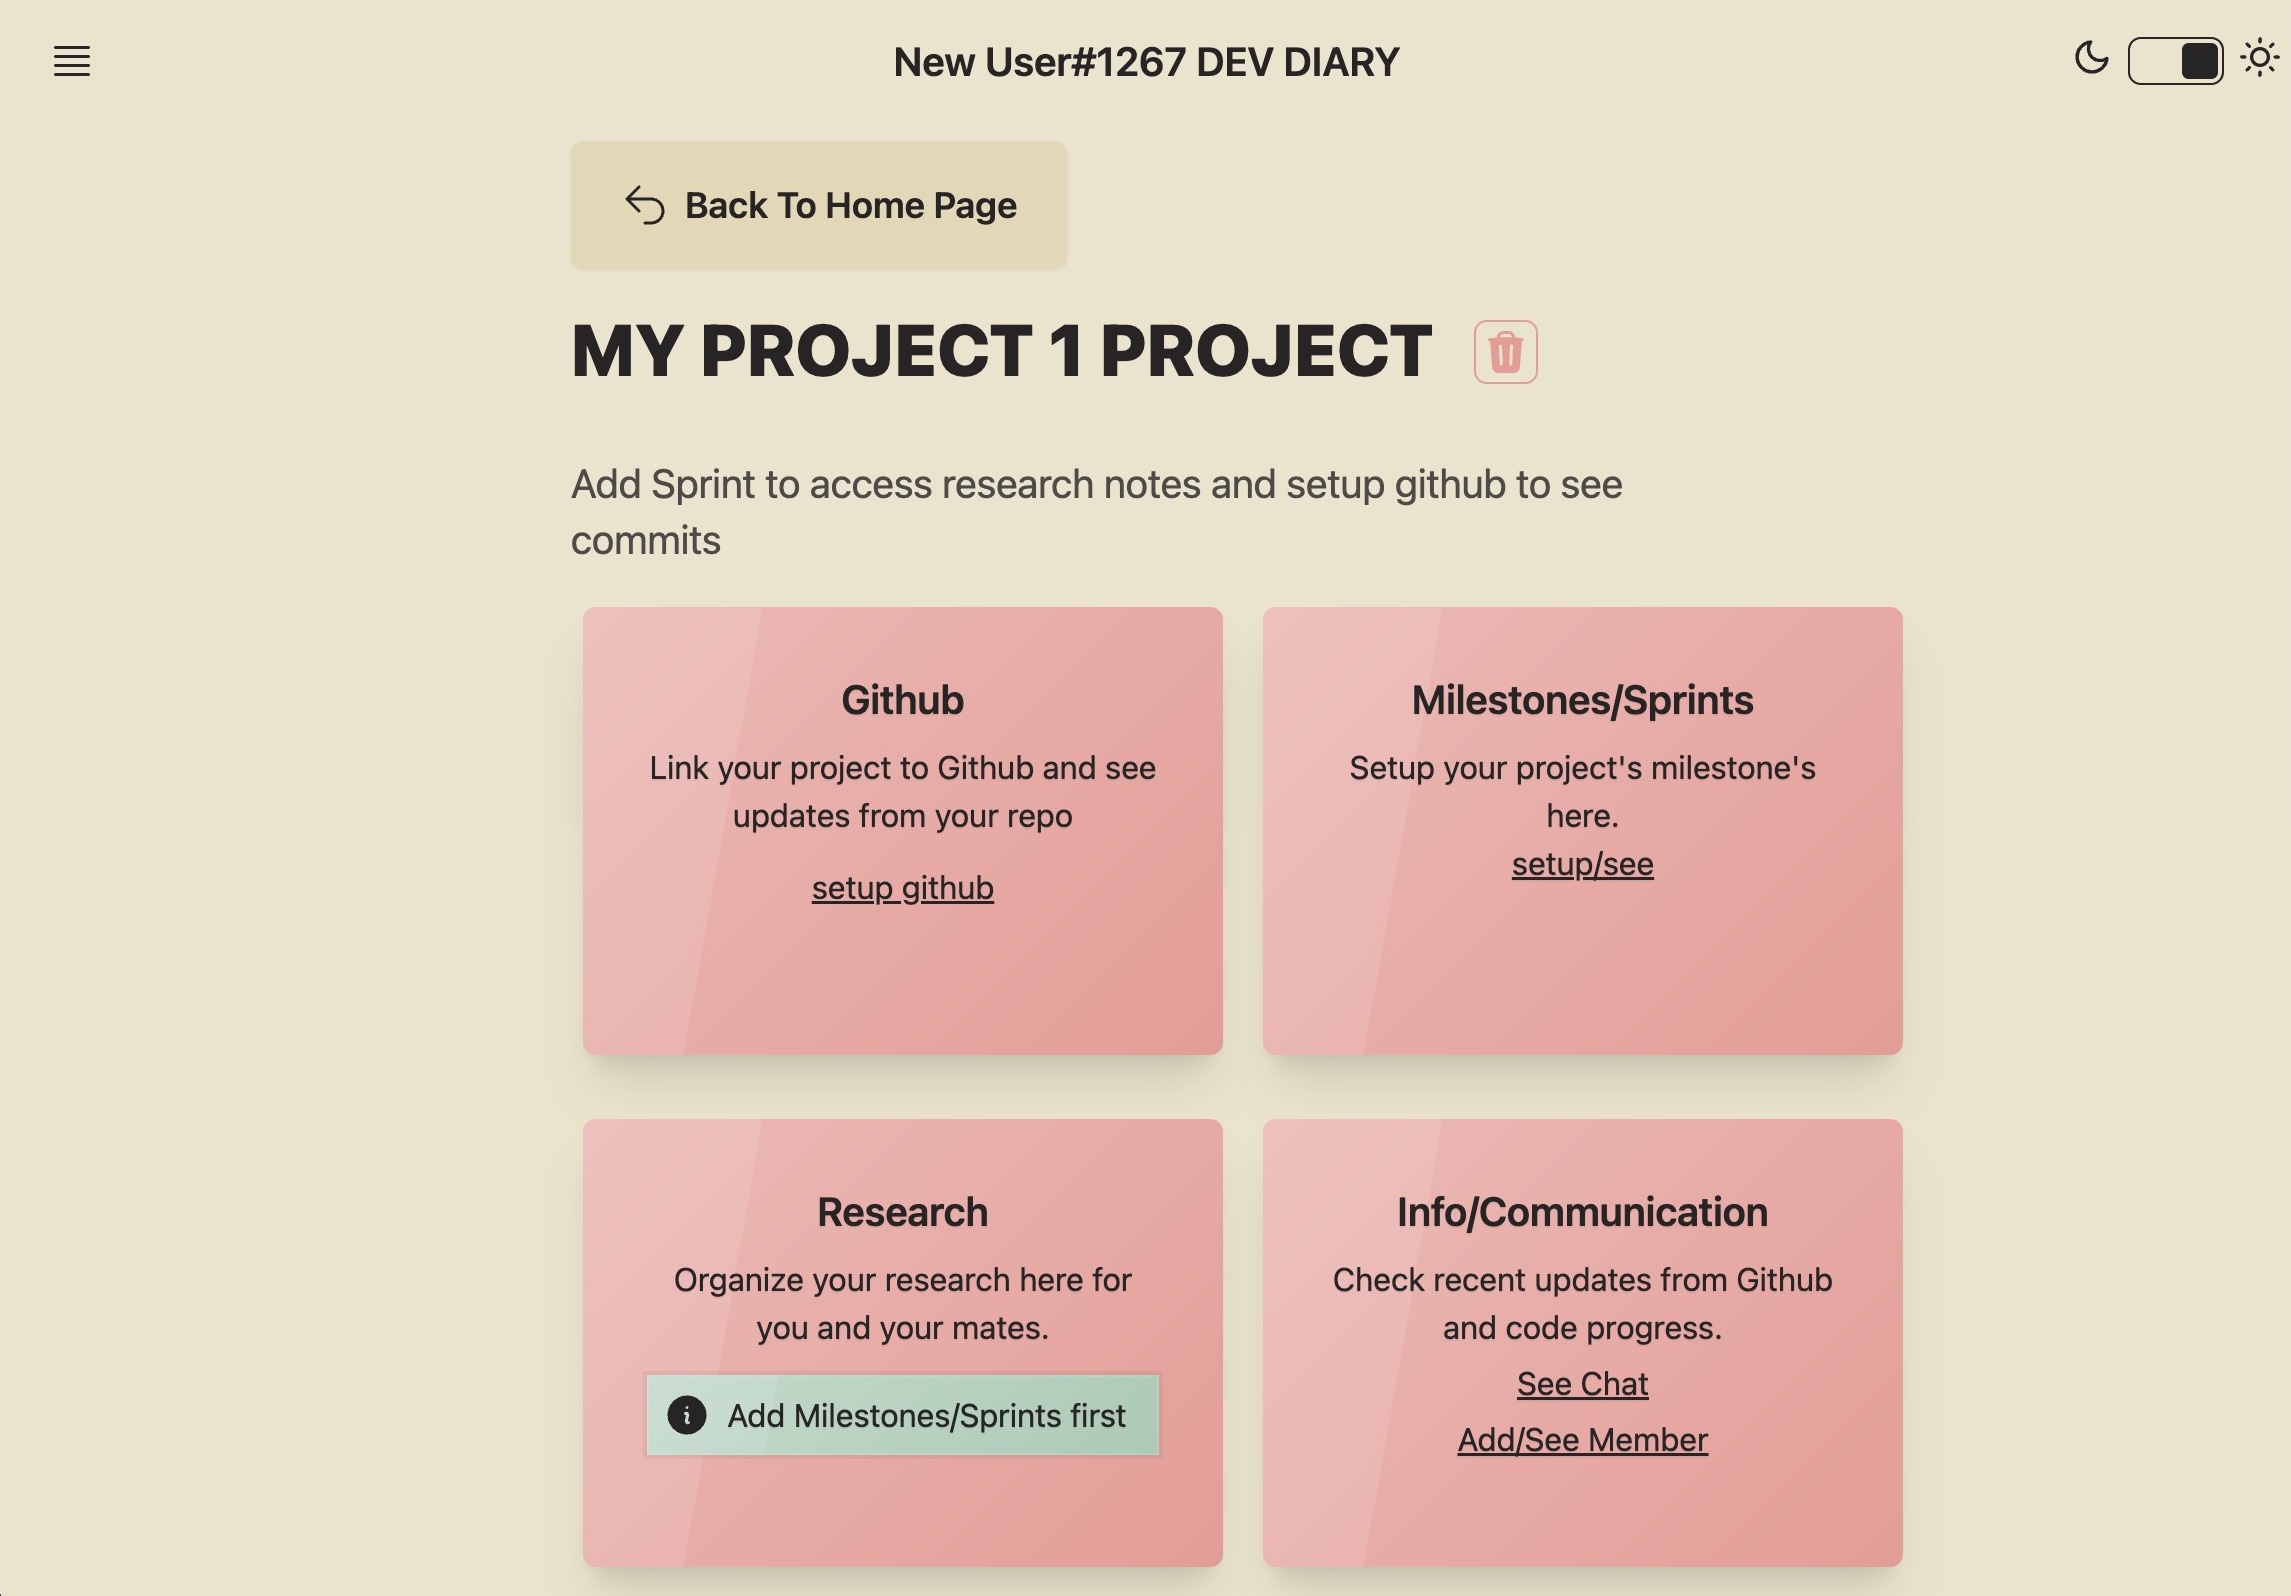 New User#1267 DEV DIARY
Back To Home Page
MY PROJECT 1 PROJECT
Add Sprint to access research notes and setup github to see
commits
Github
Link your project to Github and see
updates from your repo
setup github
Milestones/Sprints
Setup your project's milestone's
here.
setup/see
Research
Organize your research here for
you and your mates.
Add Milestones/Sprints first
Info/Communication
Check recent updates from Github
and code progress.
See Chat
Add/See Member